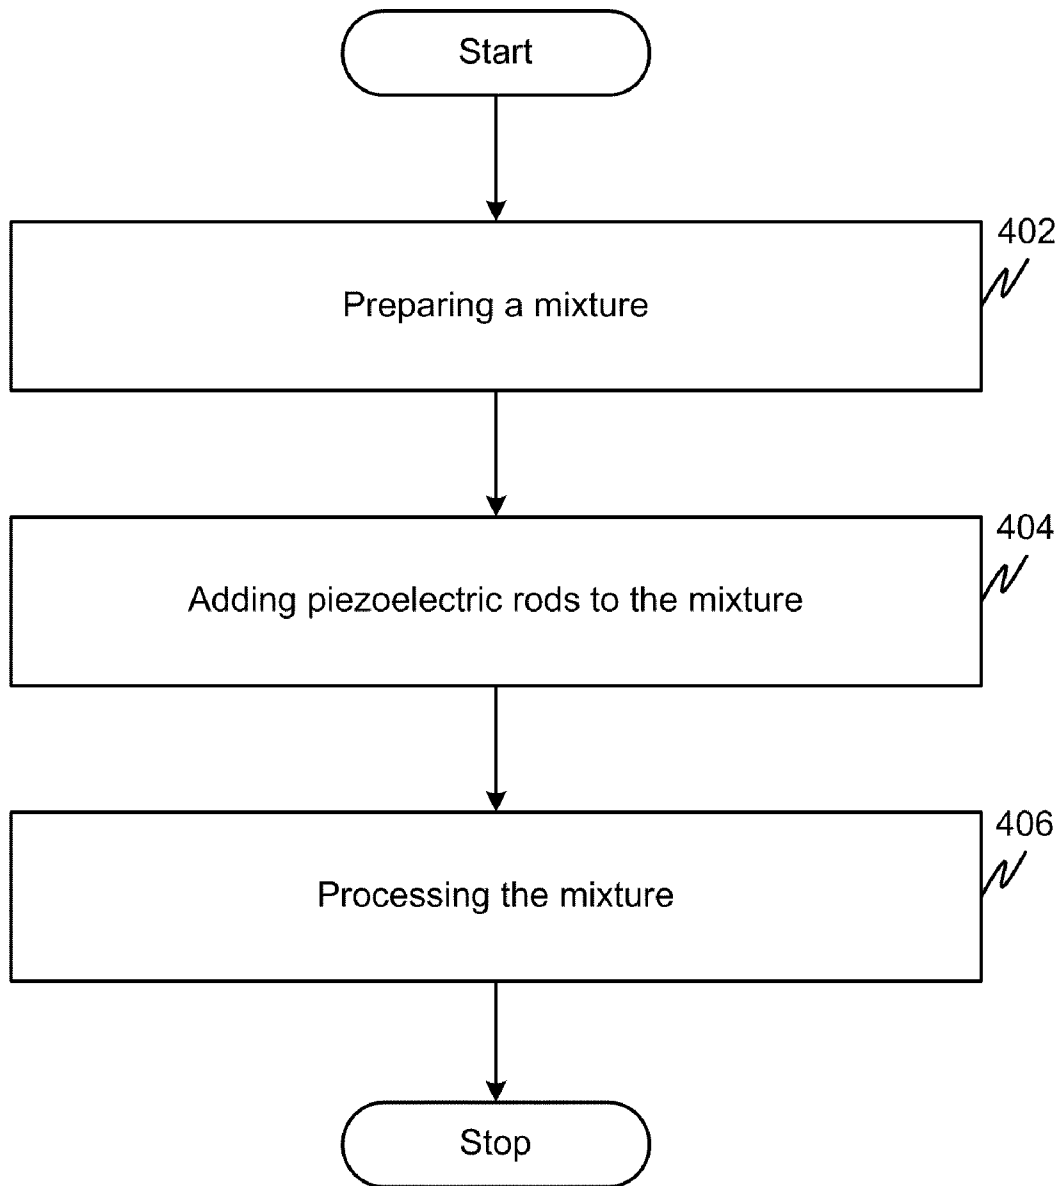 Start
402
Preparing a mixture
404
Adding piezoelectric rods to the mixture
406
Processing the mixture
Stop